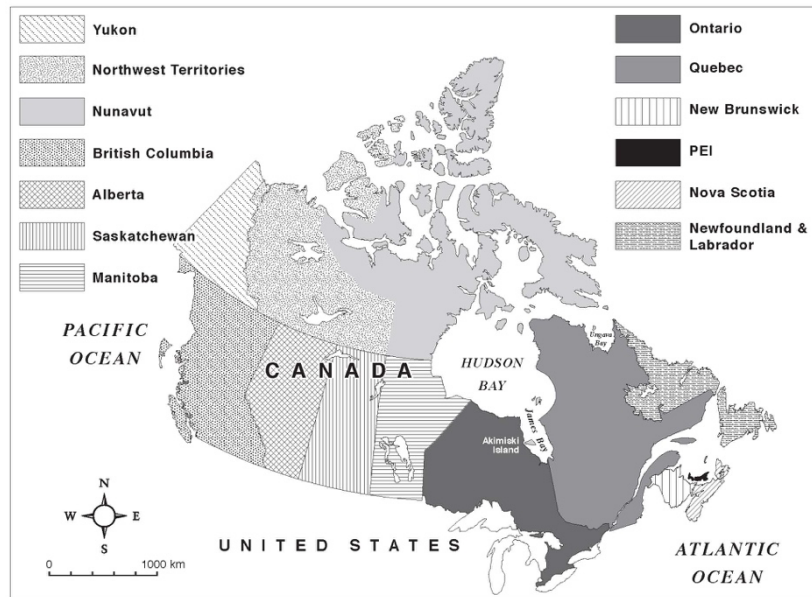 Yukon
Northwest Territories
Nunavut
British Columbia
Alberta
Saskatchewan
Manitoba
Ontario
Quebec
New Brunswick
PEI
Nova Scotia
Newfoundland &
Labrador
PACIFIC
OCEAN
CANADA
HUDSON
BAY
Ungava
Bay
James Bay
Akimiski
Island
N
W E
S
0 1000 km
UNITED STATES
ATLANTIC
OCEAN